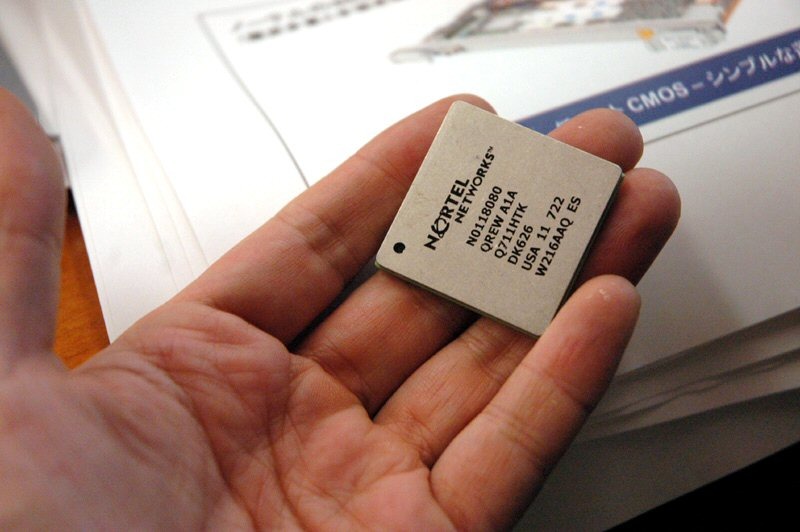 NORTEL
NETWORKS™
N0118080
QREW A1A
Q711HTK
DK626
USA 11 722
W216AAQ ES
CMOS – シンプルな